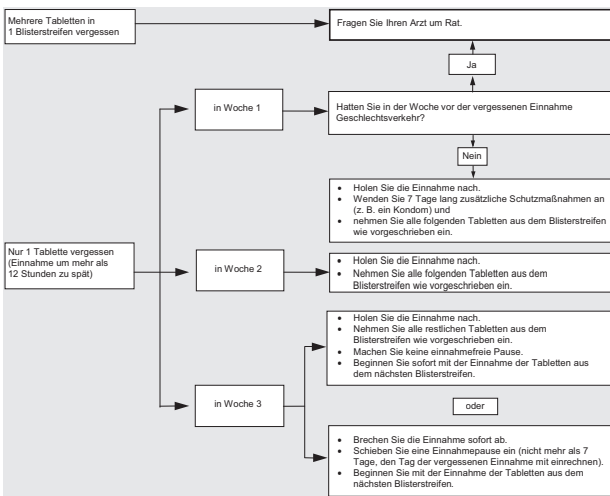 Mehrere Tabletten in
1 Blisterstreifen vergessen
Fragen Sie Ihren Arzt um Rat.
Ja
in Woche 1
Hatten Sie in der Woche vor der vergessenen Einnahme
Geschlechtsverkehr?
Nein
• Holen Sie die Einnahme nach.
• Wenden Sie 7 Tage lang zusätzliche Schutzmaßnahmen an
(z. B. ein Kondom) und
• nehmen Sie alle folgenden Tabletten aus dem Blisterstreifen
wie vorgeschrieben ein.
Nur 1 Tablette vergessen
(Einnahme um mehr als
12 Stunden zu spät)
in Woche 2
• Holen Sie die Einnahme nach.
• Nehmen Sie alle folgenden Tabletten aus dem
Blisterstreifen wie vorgeschrieben ein.
• Holen Sie die Einnahme nach.
• Nehmen Sie alle restlichen Tabletten aus dem
Blisterstreifen wie vorgeschrieben ein.
• Machen Sie keine einnahmefreie Pause.
• Beginnen Sie sofort mit der Einnahme der Tabletten aus
dem nächsten Blisterstreifen.
in Woche 3
oder
• Brechen Sie die Einnahme sofort ab.
• Schieben Sie eine Einnahmepause ein (nicht mehr als 7
Tage, den Tag der vergessenen Einnahme mit einrechnen).
• Beginnen Sie mit der Einnahme der Tabletten aus dem
nächsten Blisterstreifen.